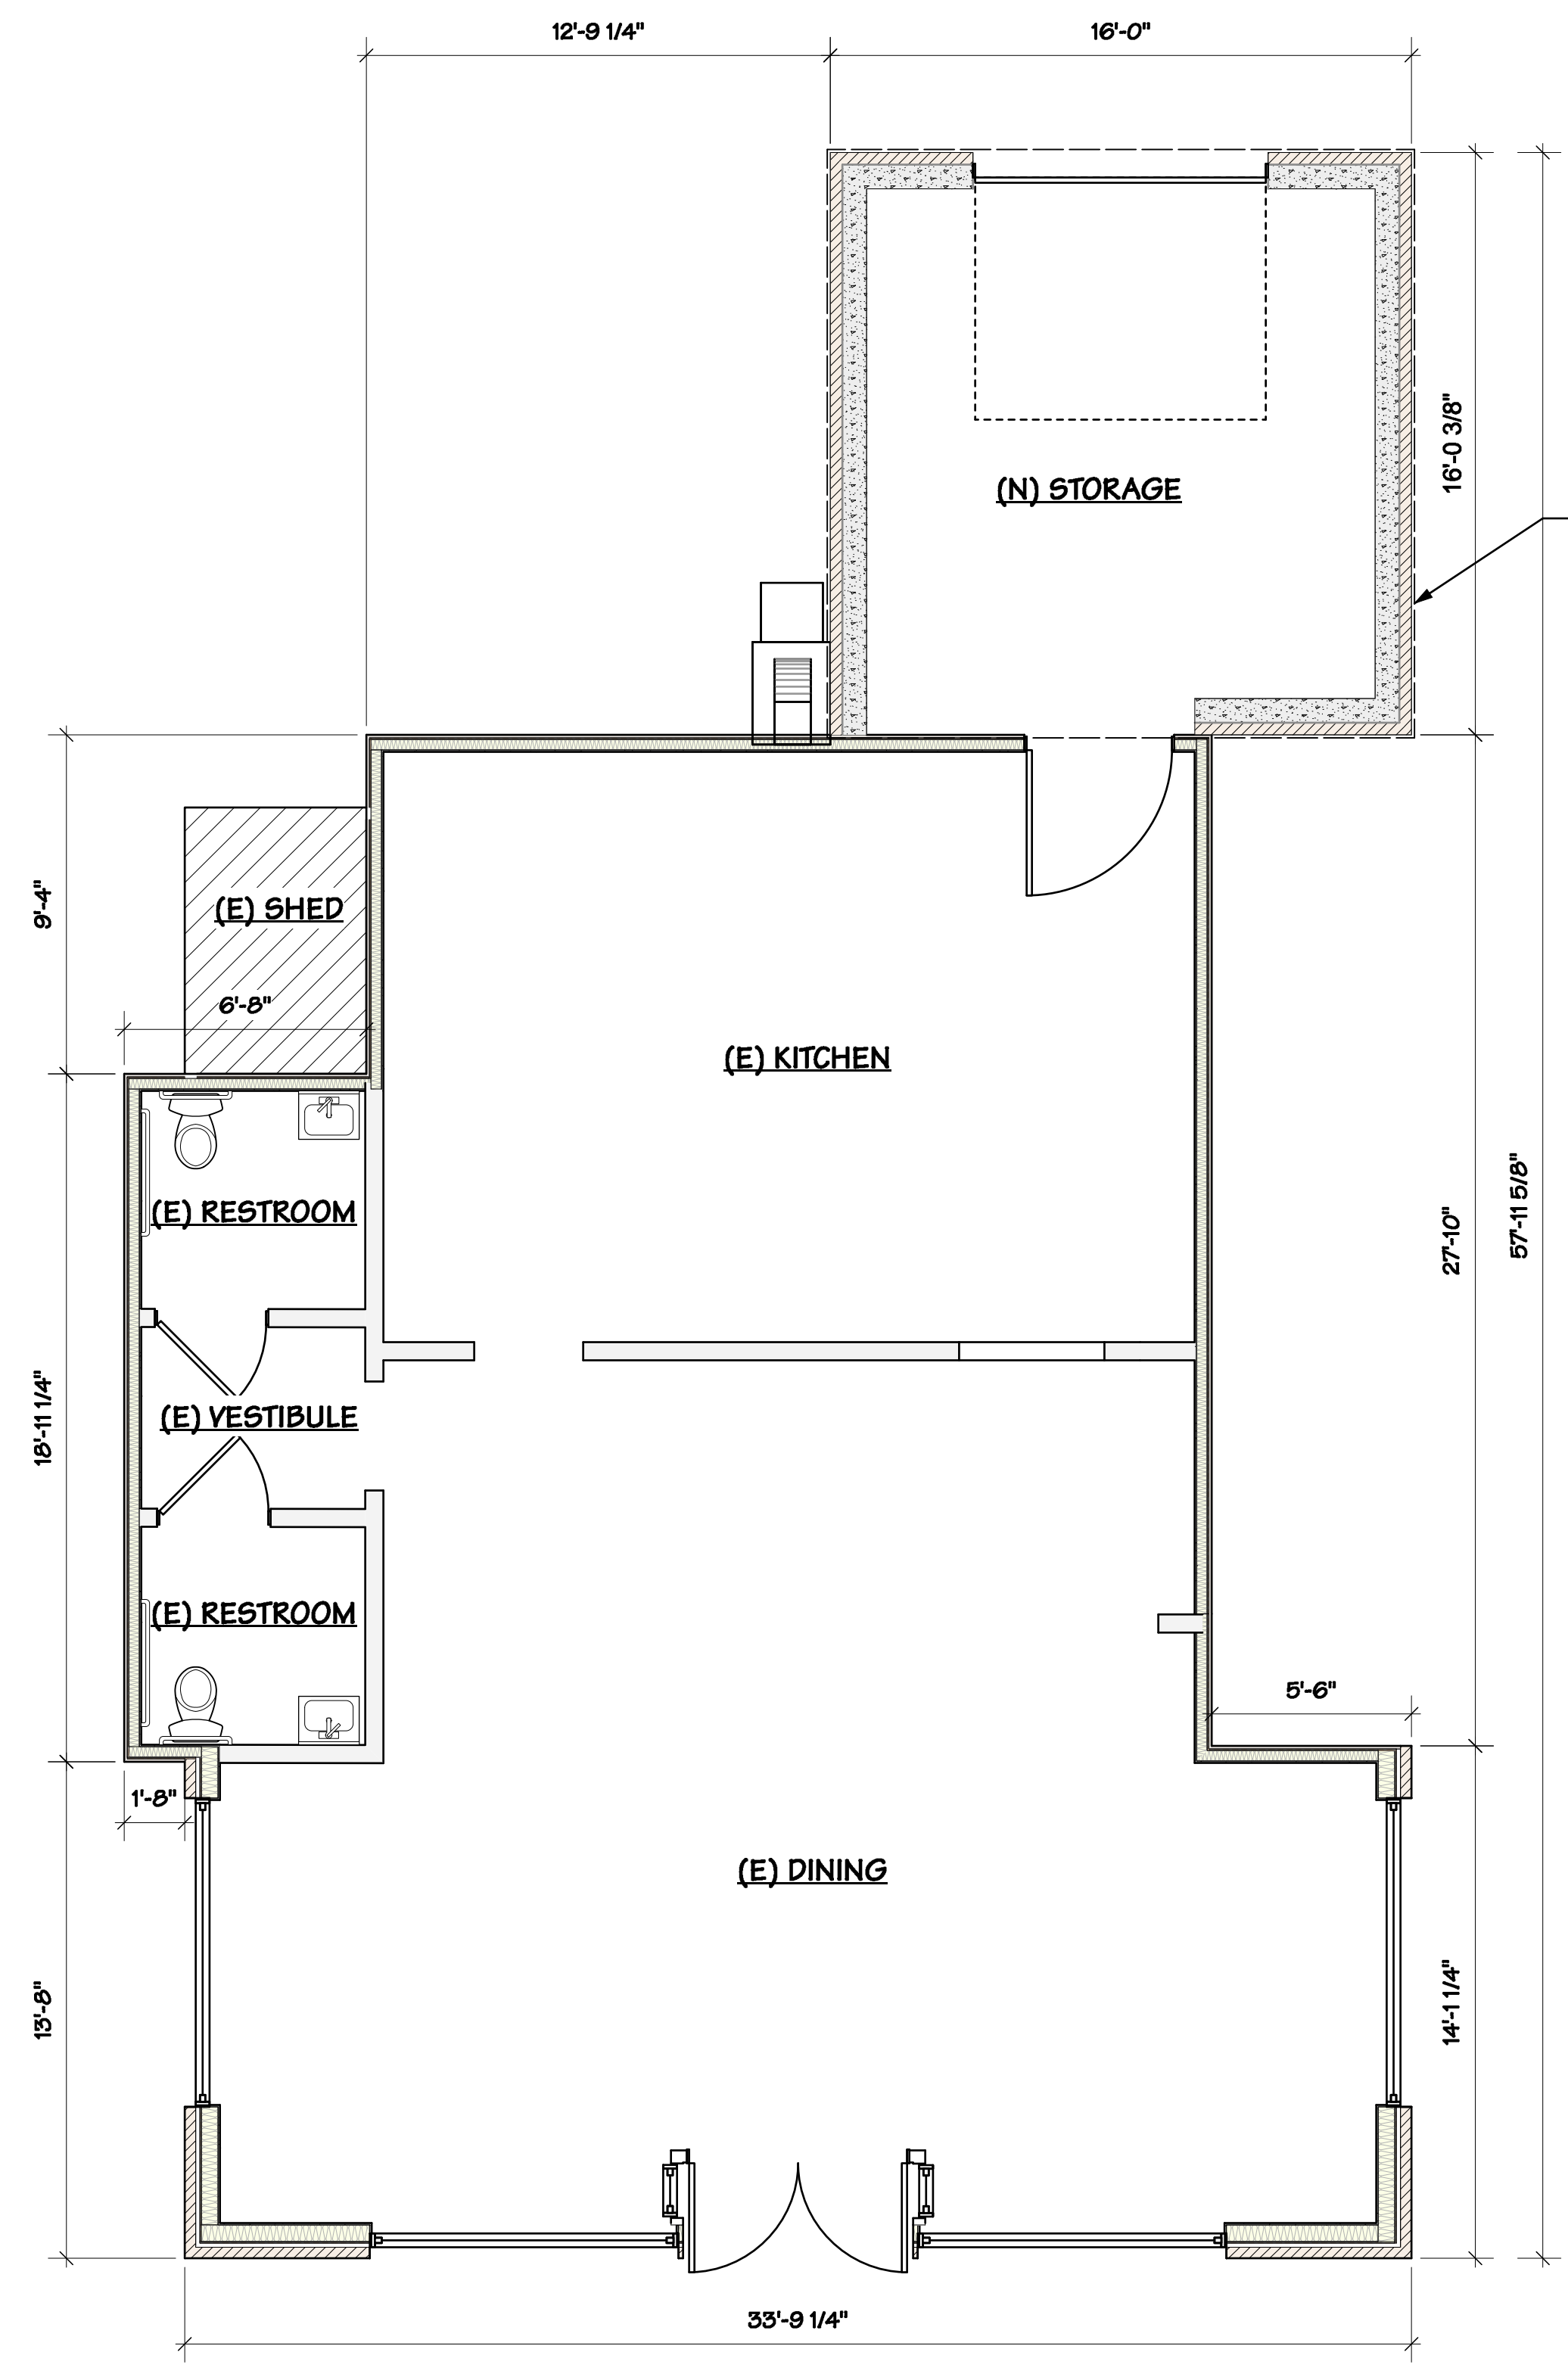 12'-9 1/4"
16'-0"
16'-0 3/8"
(N) STORAGE
9'-4"
(E) SHED
6'-8"
(E) KITCHEN
57'-11 5/8"
(E) RESTROOM
27'-10"
18'-11 1/4"
(E) VESTIBULE
(E) RESTROOM
5'-6"
1'-8"
(E) DINING
13'-8"
14'-1 1/4"
33'-9 1/4"